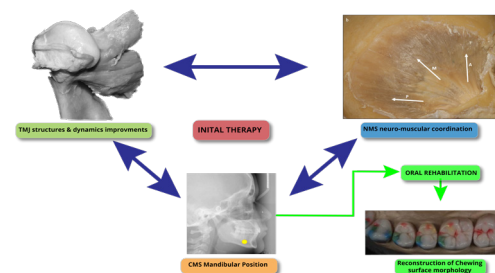 TMJ structures & dynamics improvments
INITAL THERAPY
NMS neuro-muscular coordination
ORAL REHABILITATION
CMS Mandibular Position
Reconstruction of Chewing
surface morphology